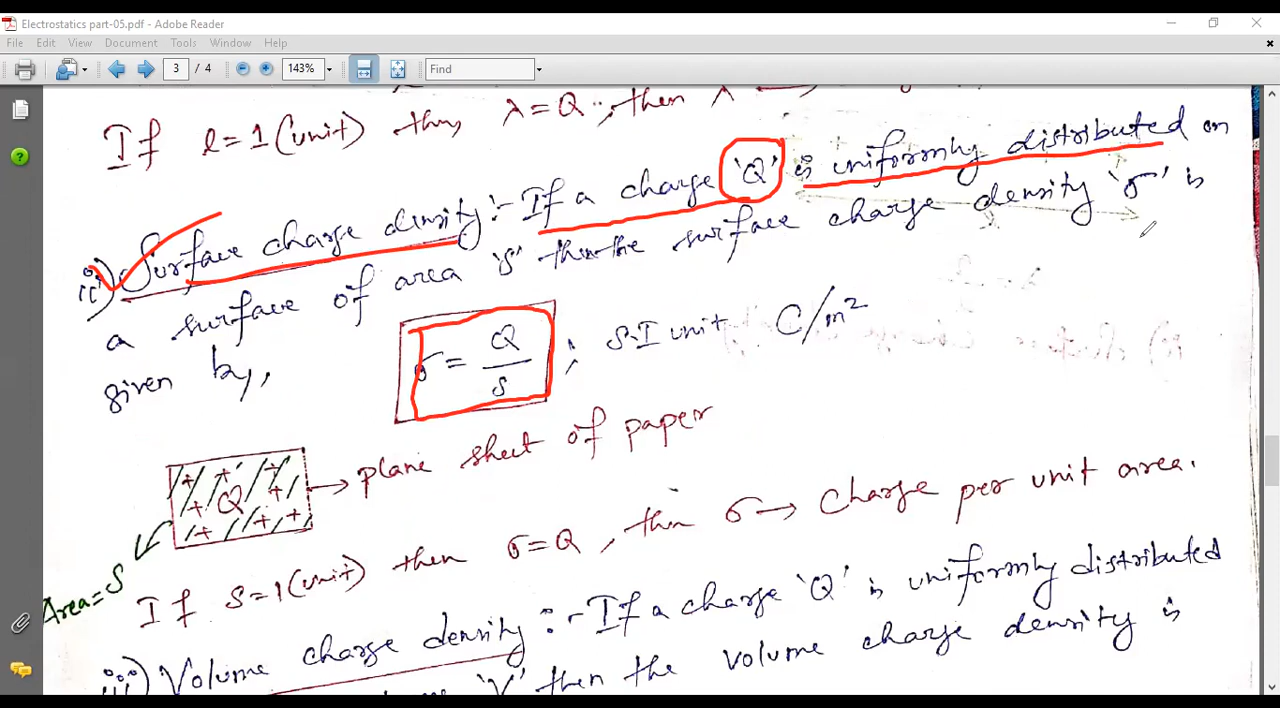 Electrostatics part-05.pdf - Adobe Reader
File Edit View Document Tools Window Help
3 / 4 143% Find
If l=1(unit) then, λ=Q, then λ
ii) Surface charge density :- If a charge 'Q' is uniformly distributed on
a surface of area 's' then the surface charge density 'σ' is
given by,
σ = Q/s ; S.I unit C/m²
Q → plane sheet of paper
Area=S
If S=1(unit) then σ=Q, then σ → Charge per unit area.
iii) Volume charge density :- If a charge 'Q' is uniformly distributed
'V' then the volume charge density is